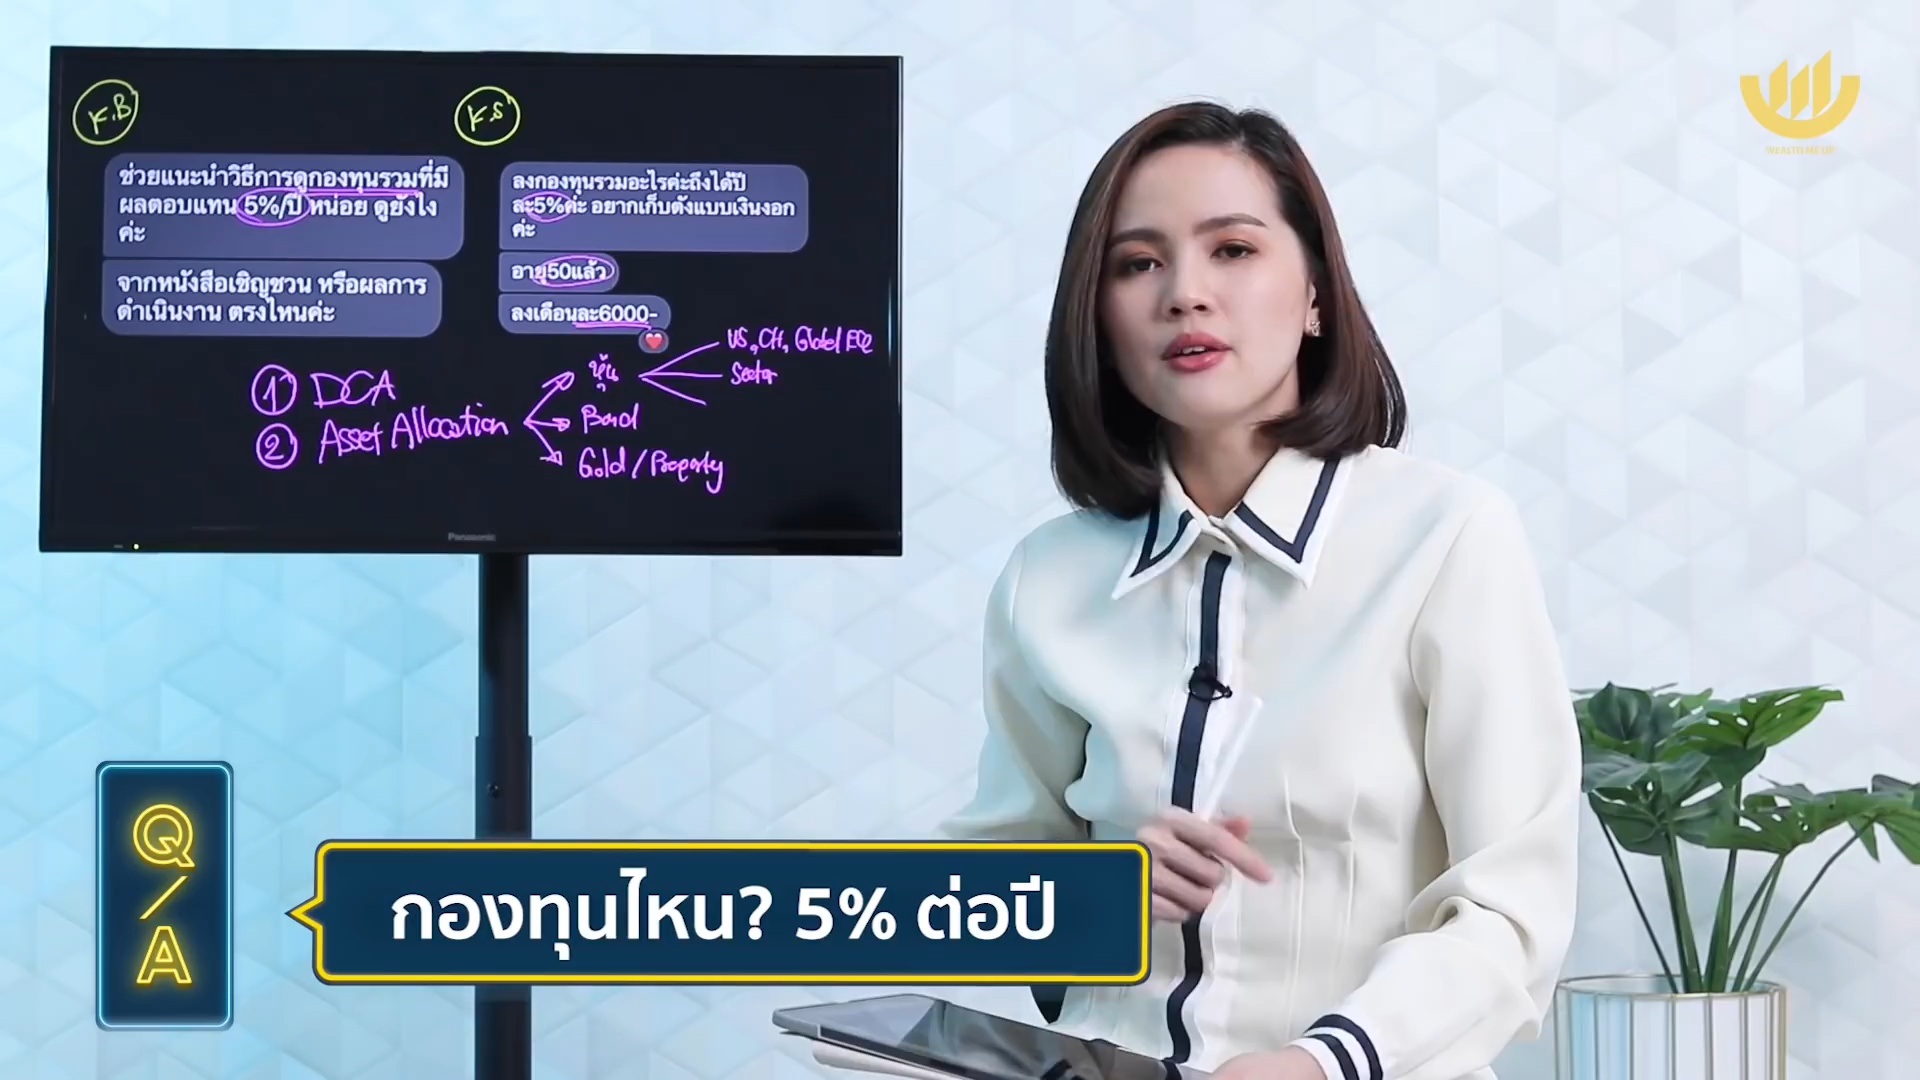 K.B
K.S
ช่วยแนะนำวิธีการดูกองทุนรวมที่มี
ผลตอบแทน 5%/ปี หน่อย ดูยังไง
ค่ะ
จากหนังสือเชิญชวน หรือผลการ
ดำเนินงาน ตรงไหนค่ะ
ลงกองทุนรวมอะไรค่ะถึงได้ปี
ละ5%ค่ะ อยากเก็บตังแบบเงินงอก
ค่ะ
อายุ50แล้ว
ลงเดือนละ6000-
① DCA
② Asset Allocation
หุ้น
US, CH, Global EQ
Sector
Bond
Gold / Property
Panasonic
WEALTH ME UP
Q/A
กองทุนไหน? 5% ต่อปี